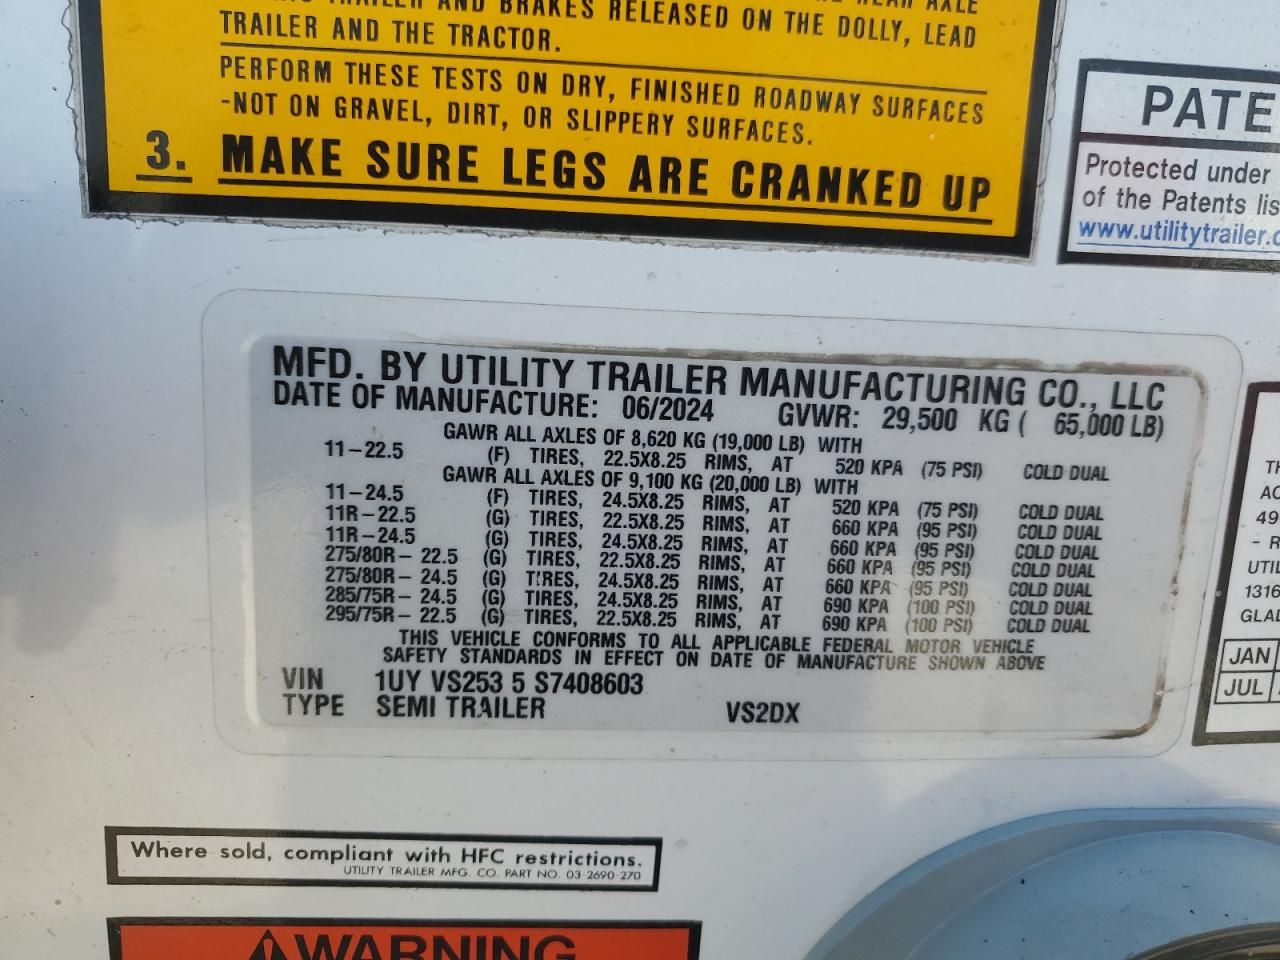 TRAILER AND BRAKES RELEASED ON THE DOLLY, LEAD
TRAILER AND THE TRACTOR.
PERFORM THESE TESTS ON DRY, FINISHED ROADWAY SURFACES
-NOT ON GRAVEL, DIRT, OR SLIPPERY SURFACES.
3. MAKE SURE LEGS ARE CRANKED UP
Protected under
of the Patents
www.utilitytrailer.
MFD. BY UTILITY TRAILER MANUFACTURING CO., LLC
DATE OF MANUFACTURE: 06/2024 GVWR: 29,500 KG ( 65,000 LB)
GAWR ALL AXLES OF 8,620 KG (19,000 LB) WITH
11-22.5 (F) TIRES, 22.5X8.25 RIMS, AT 520 KPA (75 PSI) COLD DUAL
GAWR ALL AXLES OF 9,100 KG (20,000 LB) WITH
11-24.5 (F) TIRES, 24.5X8.25 RIMS, AT 520 KPA (75 PSI) COLD DUAL
11R-22.5 (G) TIRES, 22.5X8.25 RIMS, AT 660 KPA (95 PSI) COLD DUAL
11R-24.5 (G) TIRES, 24.5X8.25 RIMS, AT 660 KPA (95 PSI) COLD DUAL
275/80R- 22.5 (G) TIRES, 22.5X8.25 RIMS, AT 660 KPA (95 PSI) COLD DUAL
275/80R- 24.5 (G) TIRES, 24.5X8.25 RIMS, AT 660 KPA (95 PSI) COLD DUAL
285/75R- 24.5 (G) TIRES, 24.5X8.25 RIMS, AT 690 KPA (100 PSI) COLD DUAL
295/75R- 22.5 (G) TIRES, 22.5X8.25 RIMS, AT 690 KPA (100 PSI) COLD DUAL
THIS VEHICLE CONFORMS TO ALL APPLICABLE FEDERAL MOTOR VEHICLE
SAFETY STANDARDS IN EFFECT ON DATE OF MANUFACTURE SHOWN ABOVE
VIN 1UY VS253 5 S7408603
TYPE SEMI TRAILER VS2DX
JAN
JUL
Where sold, compliant with HFC restrictions.
UTILITY TRAILER MFG. CO. PART NO. 03-2690-270
WARNING